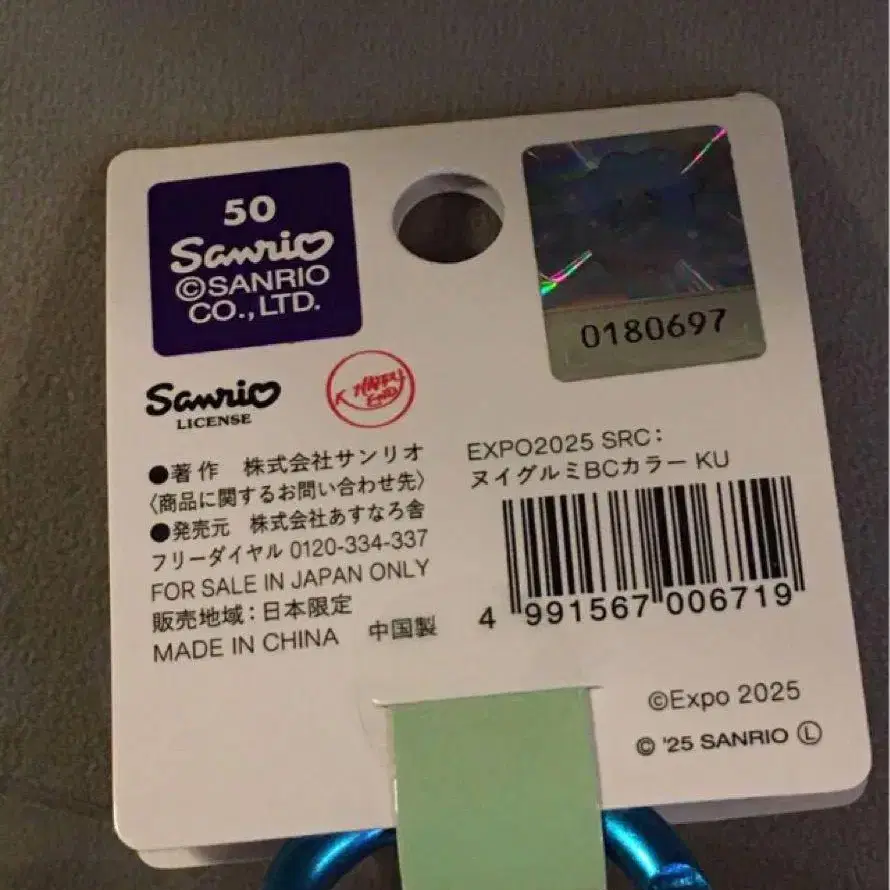 50
Sanrio
©SANRIO
CO., LTD.
0180697
Sanrio
LICENSE
●著作 株式会社サンリオ
〈商品に関するお問い合わせ先〉
●発売元 株式会社あすなろ舎
フリーダイヤル 0120-334-337
FOR SALE IN JAPAN ONLY
販売地域：日本限定
MADE IN CHINA 中国製
EXPO2025 SRC：
ヌイグルミBCカラー KU
4 991567 006719
©Expo 2025
© '25 SANRIO Ⓛ